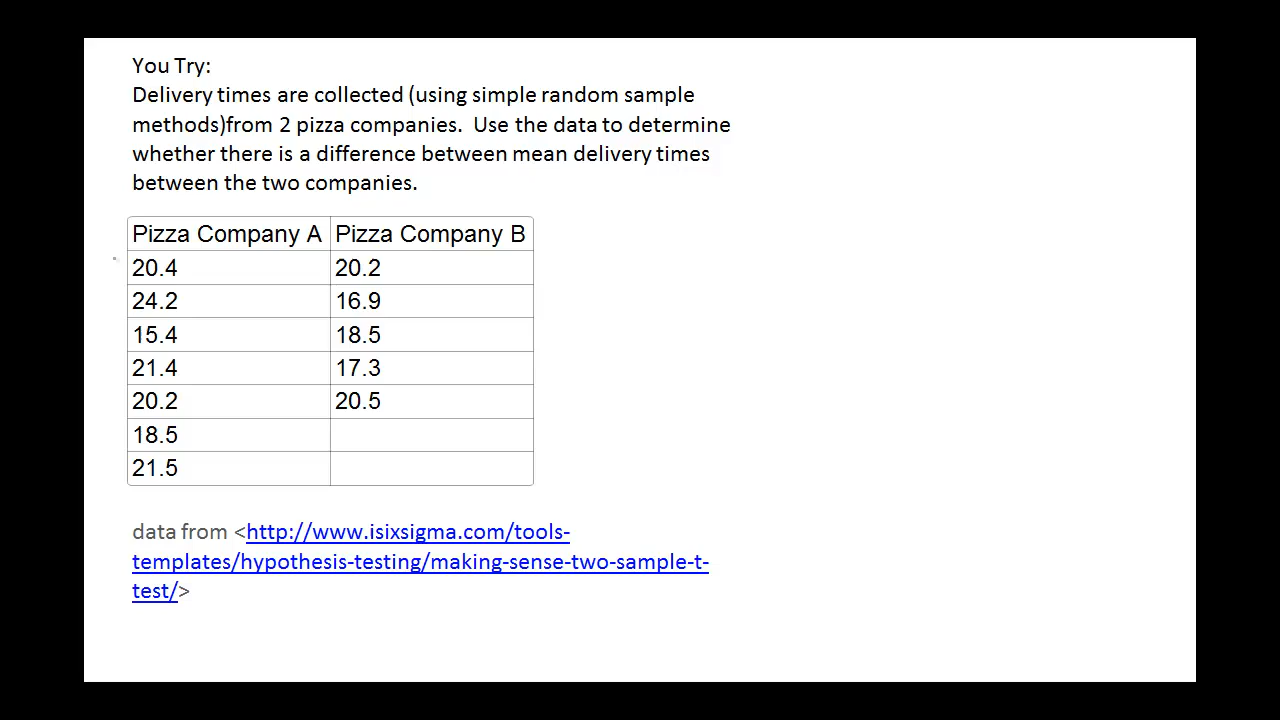 You Try:
Delivery times are collected (using simple random sample
methods)from 2 pizza companies.  Use the data to determine
whether there is a difference between mean delivery times
between the two companies.
Pizza Company A Pizza Company B
20.4 20.2
24.2 16.9
15.4 18.5
21.4 17.3
20.2 20.5
18.5
21.5
data from <http://www.isixsigma.com/tools-
templates/hypothesis-testing/making-sense-two-sample-t-
test/>